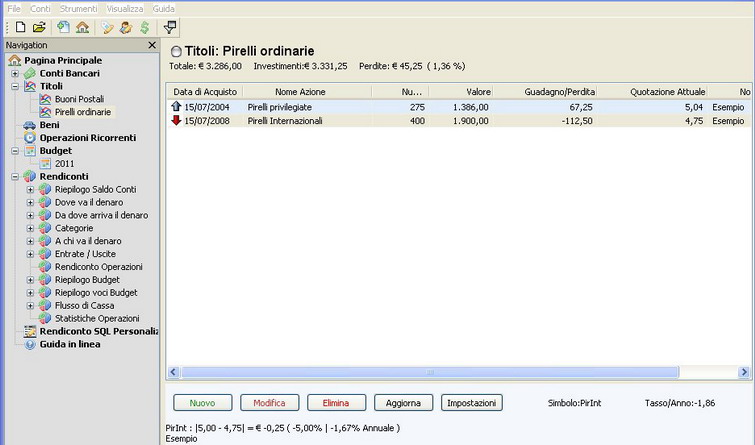 File Conti Strumenti Visualizza Guida
Navigation
Pagina Principale
Conti Bancari
Titoli
Buoni Postali
Pirelli ordinarie
Beni
Operazioni Ricorrenti
Budget
2011
Rendiconti
Riepilogo Saldo Conti
Dove va il denaro
Da dove arriva il denaro
Categorie
A chi va il denaro
Entrate / Uscite
Rendiconto Operazioni
Riepilogo Budget
Riepilogo voci Budget
Flusso di Cassa
Statistiche Operazioni
Rendiconto SQL Personaliz
Guida in linea
Titoli: Pirelli ordinarie
Totale: € 3.286,00 Investimenti:€ 3.331,25 Perdite: € 45,25 ( 1,36 %)
Data di Acquisto Nome Azione Nu... Valore Guadagno/Perdita Quotazione Attuale No
15/07/2004 Pirelli privilegiate 275 1.386,00 67,25 5,04 Esempio
15/07/2008 Pirelli Internazionali 400 1.900,00 -112,50 4,75 Esempio
Nuovo Modifica Elimina Aggiorna Impostazioni Simbolo:PirInt Tasso/Anno:-1,86
PirInt : |5,00 - 4,75| = € -0,25 ( -5,00% | -1,67% Annuale )
Esempio